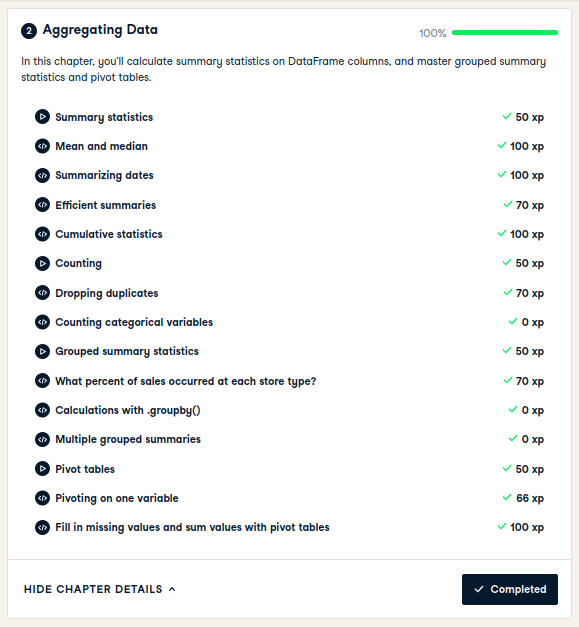 2 Aggregating Data 100%
In this chapter, you'll calculate summary statistics on DataFrame columns, and master grouped summary
statistics and pivot tables.
Summary statistics 50 xp
Mean and median 100 xp
Summarizing dates 100 xp
Efficient summaries 70 xp
Cumulative statistics 100 xp
Counting 50 xp
Dropping duplicates 70 xp
Counting categorical variables 0 xp
Grouped summary statistics 50 xp
What percent of sales occurred at each store type? 70 xp
Calculations with .groupby() 0 xp
Multiple grouped summaries 0 xp
Pivot tables 50 xp
Pivoting on one variable 66 xp
Fill in missing values and sum values with pivot tables 100 xp
HIDE CHAPTER DETAILS Completed